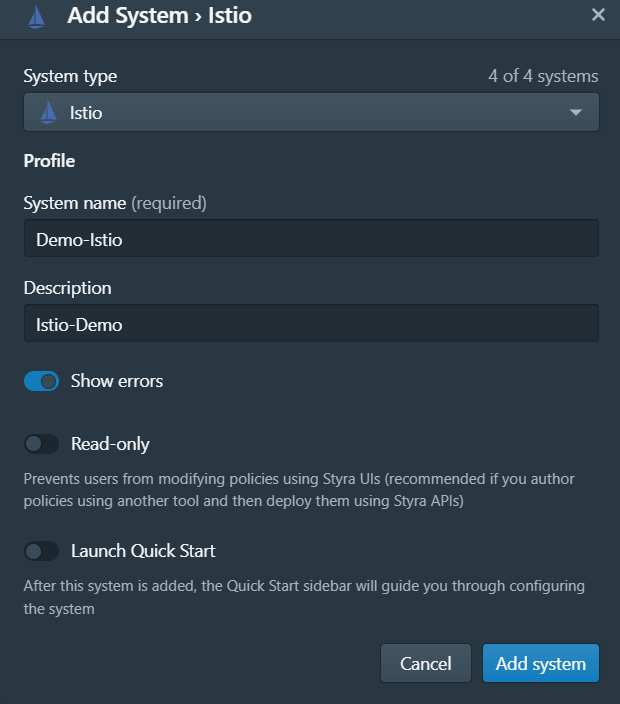 Add System › Istio
System type
4 of 4 systems
Istio
Profile
System name (required)
Demo-Istio
Description
Istio-Demo
Show errors
Read-only
Prevents users from modifying policies using Styra UIs (recommended if you author
policies using another tool and then deploy them using Styra APIs)
Launch Quick Start
After this system is added, the Quick Start sidebar will guide you through configuring
the system
Cancel
Add system